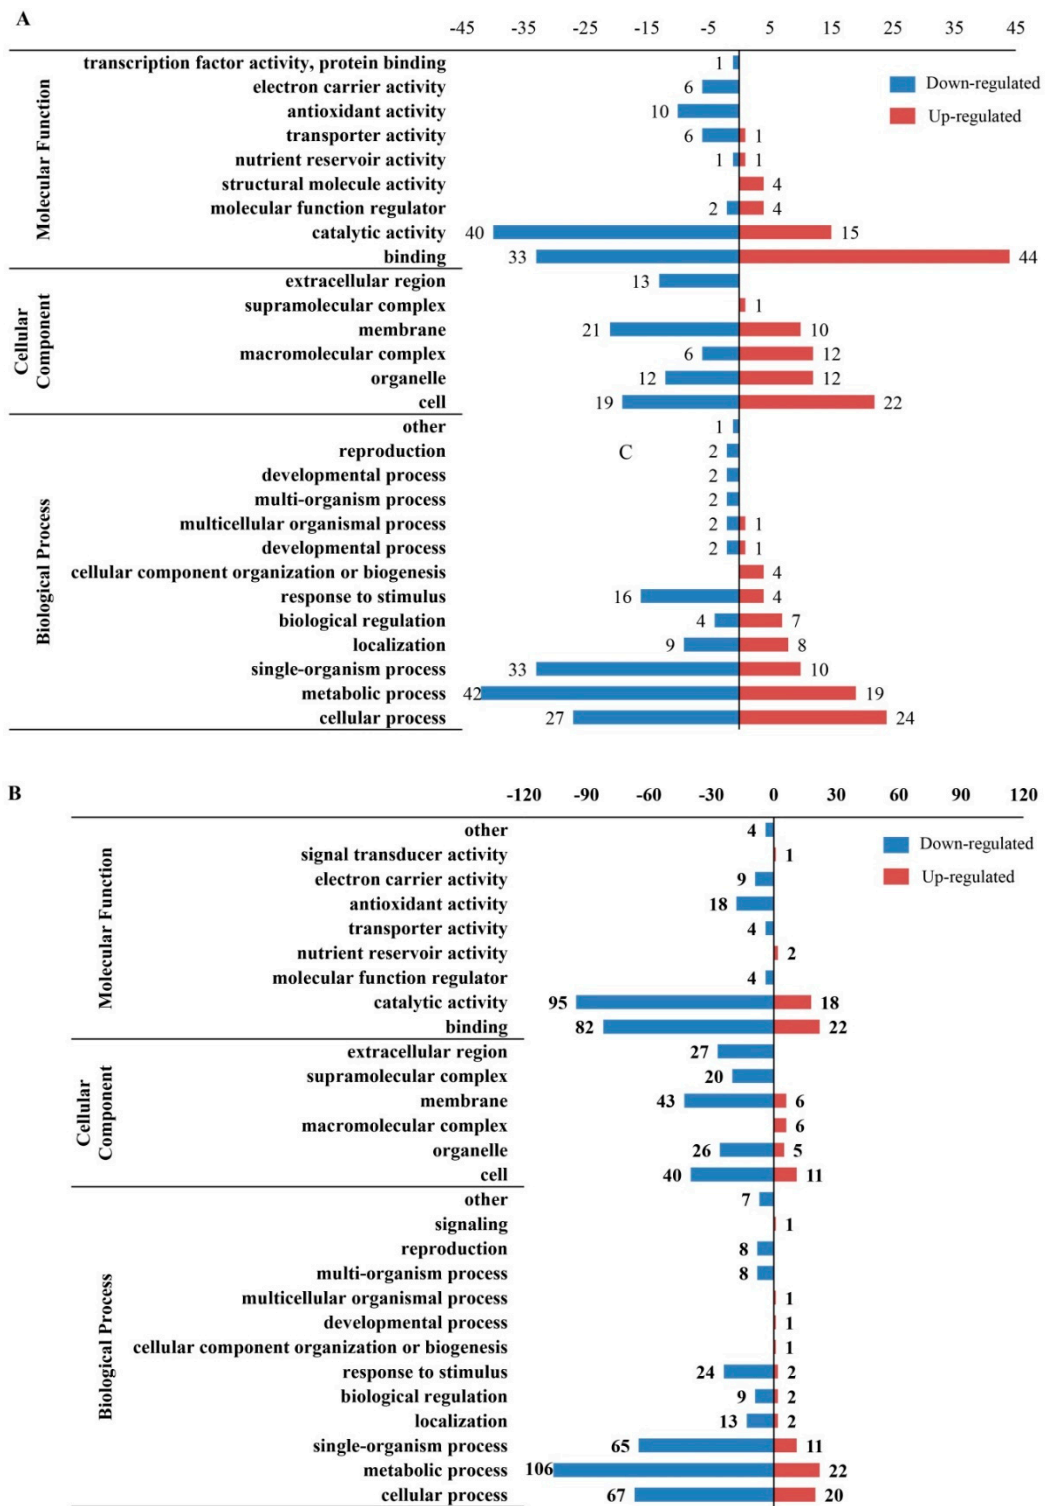 A
-45 -35 -25 -15 -5 5 15 25 35 45
Down-regulated
Up-regulated
Molecular Function
transcription factor activity, protein binding 1
electron carrier activity 6
antioxidant activity 10
transporter activity 6 1
nutrient reservoir activity 1 1
structural molecule activity 4
molecular function regulator 2 4
catalytic activity 40 15
binding 33 44
Cellular
Component
extracellular region 13
supramolecular complex 1
membrane 21 10
macromolecular complex 6 12
organelle 12 12
cell 19 22
Biological Process
other 1
reproduction C 2
developmental process 2
multi-organism process 2
multicellular organismal process 2 1
developmental process 2 1
cellular component organization or biogenesis 4
response to stimulus 16 4
biological regulation 4 7
localization 9 8
single-organism process 33 10
metabolic process 42 19
cellular process 27 24
B
-120 -90 -60 -30 0 30 60 90 120
Down-regulated
Up-regulated
Molecular Function
other 4
signal transducer activity 1
electron carrier activity 9
antioxidant activity 18
transporter activity 4
nutrient reservoir activity 2
molecular function regulator 4
catalytic activity 95 18
binding 82 22
Cellular
Component
extracellular region 27
supramolecular complex 20
membrane 43 6
macromolecular complex 6
organelle 26 5
cell 40 11
Biological Process
other 7
signaling 1
reproduction 8
multi-organism process 8
multicellular organismal process 1
developmental process 1
cellular component organization or biogenesis 1
response to stimulus 24 2
biological regulation 9 2
localization 13 2
single-organism process 65 11
metabolic process 106 22
cellular process 67 20